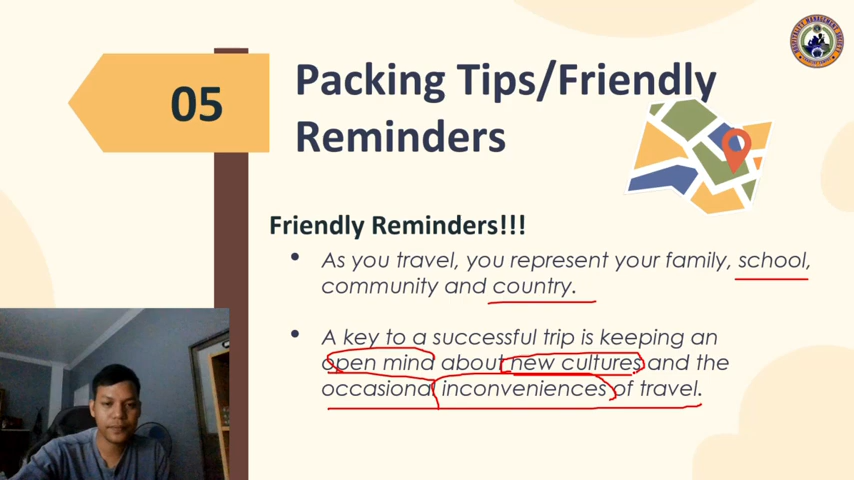 05
Packing Tips/Friendly
Reminders
Friendly Reminders!!!
• As you travel, you represent your family, school,
community and country.
• A key to a successful trip is keeping an
open mind about new cultures and the
occasional inconveniences of travel.